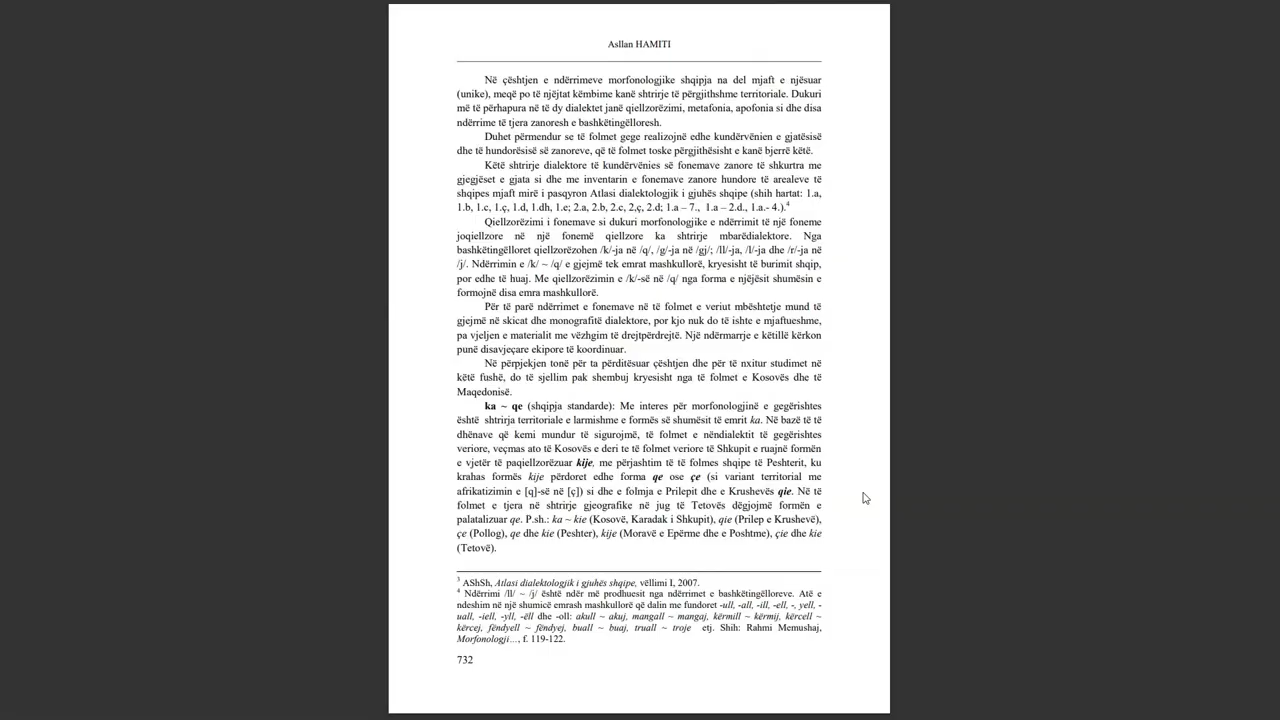 Asllan HAMITI
Në çështjen e ndërrimeve morfonologjike shqipja na del mjaft e njësuar
(unike), meqë po të njëjtat këmbime kanë shtrirje të përgjithshme territoriale. Dukuri
më të përhapura në të dy dialektet janë qiellzorëzimi, metafonia, apofonia si dhe disa
ndërrime të tjera zanoresh e bashkëtingëlloresh.
Duhet përmendur se të folmet gege realizojnë edhe kundërvënien e gjatësisë
dhe të hundorësisë së zanoreve, që të folmet toske përgjithësisht e kanë bjerrë këtë.
Këtë shtrirje dialektore të kundërvënies së fonemave zanore të shkurtra me
gjegjëset e gjata si dhe me inventarin e fonemave zanore hundore të arealeve të
shqipes mjaft mirë i pasqyron Atlasi dialektologjik i gjuhës shqipe (shih hartat: 1.a,
1.b, 1.c, 1.ç, 1.d, 1.dh, 1.e; 2.a, 2.b, 2.c, 2,ç, 2.d; 1.a – 7., 1.a – 2.d., 1.a.- 4.).4
Qiellzorëzimi i fonemave si dukuri morfonologjike e ndërrimit të një foneme
joqiellzore në një fonemë qiellzore ka shtrirje mbarëdialektore. Nga
bashkëtingëlloret qiellzorëzohen /k/-ja në /q/, /g/-ja në /gj/; /ll/-ja, /l/-ja dhe /r/-ja në
/j/. Ndërrimin e /k/ ~ /q/ e gjejmë tek emrat mashkullorë, kryesisht të burimit shqip,
por edhe të huaj. Me qiellzorëzimin e /k/-së në /q/ nga forma e njëjësit shumësin e
formojnë disa emra mashkullorë.
Për të parë ndërrimet e fonemave në të folmet e veriut mbështetje mund të
gjejmë në skicat dhe monografitë dialektore, por kjo nuk do të ishte e mjaftueshme,
pa vjeljen e materialit me vëzhgim të drejtpërdrejtë. Një ndërmarrje e këtillë kërkon
punë disavjeçare ekipore të koordinuar.
Në përpjekjen tonë për ta përditësuar çështjen dhe për të nxitur studimet në
këtë fushë, do të sjellim pak shembuj kryesisht nga të folmet e Kosovës dhe të
Maqedonisë.
ka ~ qe (shqipja standarde): Me interes për morfonologjinë e gegërishtes
është shtrirja territoriale e larmishme e formës së shumësit të emrit ka. Në bazë të të
dhënave që kemi mundur të sigurojmë, të folmet e nëndialektit të gegërishtes
veriore, veçmas ato të Kosovës e deri te të folmet veriore të Shkupit e ruajnë formën
e vjetër të paqiellzorëzuar kije, me përjashtim të të folmes shqipe të Peshterit, ku
krahas formës kije përdoret edhe forma qe ose çe (si variant territorial me
afrikatizimin e [q]-së në [ç]) si dhe e folmja e Prilepit dhe e Krushevës qie. Në të
folmet e tjera në shtrirje gjeografike në jug të Tetovës dëgjojmë formën e
palatalizuar qe. P.sh.: ka ~ kie (Kosovë, Karadak i Shkupit), qie (Prilep e Krushevë),
çe (Pollog), qe dhe kie (Peshter), kije (Moravë e Epërme dhe e Poshtme), çie dhe kie
(Tetovë).
3 AShSh, Atlasi dialektologjik i gjuhës shqipe, vëllimi I, 2007.
4 Ndërrimi /ll/ ~ /j/ është ndër më prodhuesit nga ndërrimet e bashkëtingëlloreve. Atë e
ndeshim në një shumicë emrash mashkullorë që dalin me fundoret -ull, -all, -ill, -ell, -, yell, -
uall, -iell, -yll, -ëll dhe -oll: akull ~ akuj, mangall ~ mangaj, kërmill ~ kërmij, kërcell ~
kërcej, fëndyell ~ fëndyej, buall ~ buaj, truall ~ troje etj. Shih: Rahmi Memushaj,
Morfonologji…, f. 119-122.
732